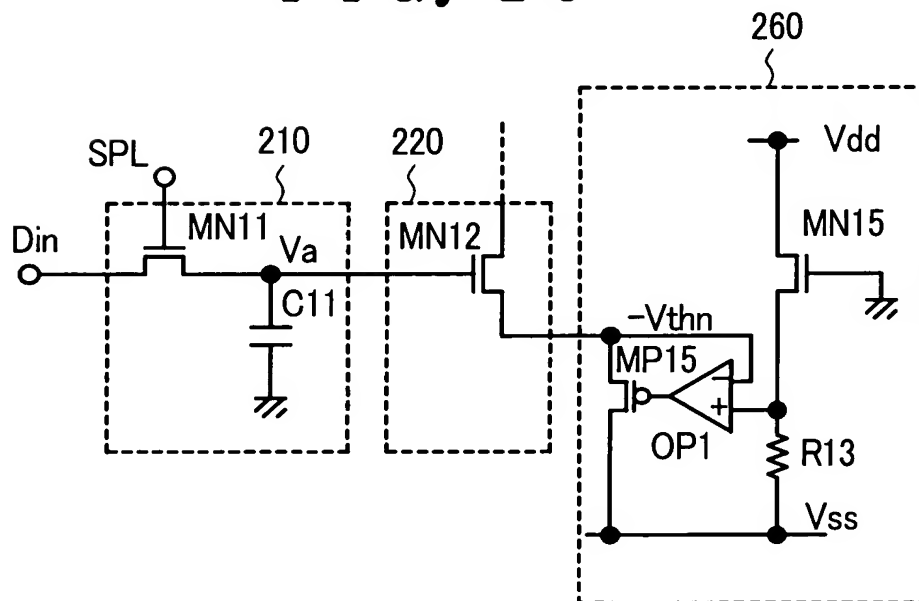 260
210
220
SPL
Vdd
Din
MN11
Va
MN12
MN15
C11
-Vthn
MP15
−
+
OP1
R13
Vss